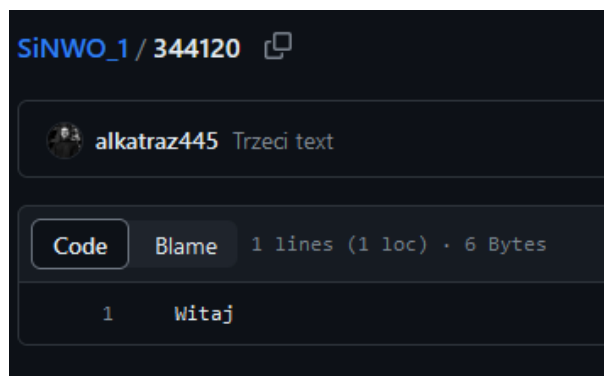 SiNWO_1 / 344120
alkatraz445 Trzeci text
Code Blame 1 lines (1 loc) · 6 Bytes
1 Witaj